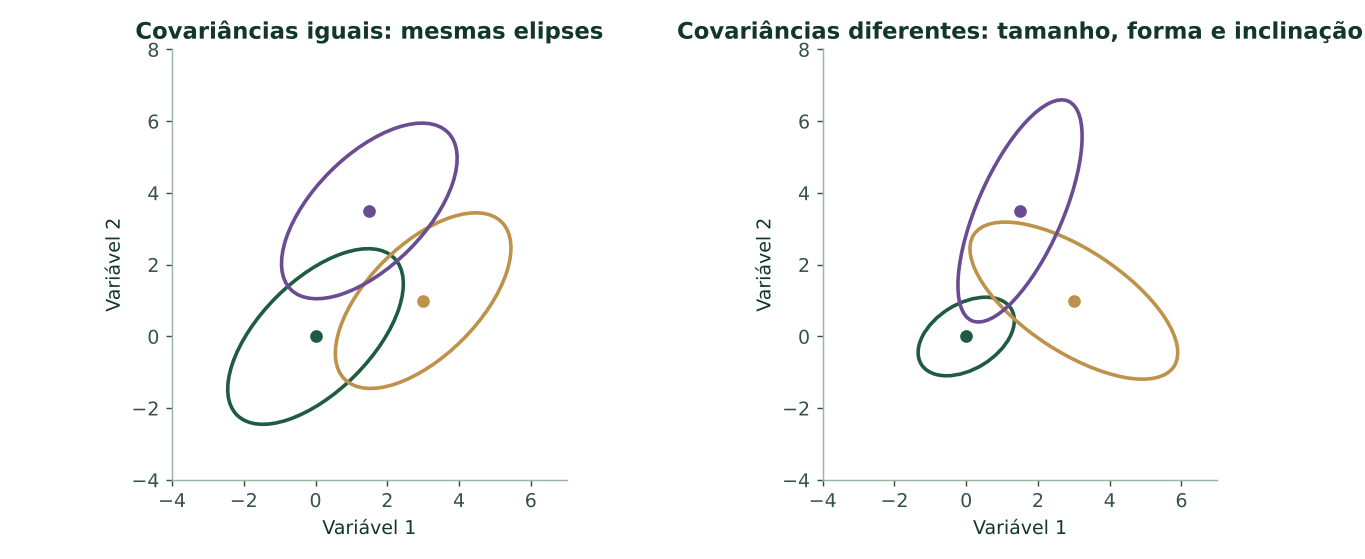 Covariâncias iguais: mesmas elipses
8
6
4
2
0
−2
−4
−4 −2 0 2 4 6
Variável 1
Variável 2
Covariâncias diferentes: tamanho, forma e inclinação
8
6
4
2
0
−2
−4
−4 −2 0 2 4 6
Variável 1
Variável 2